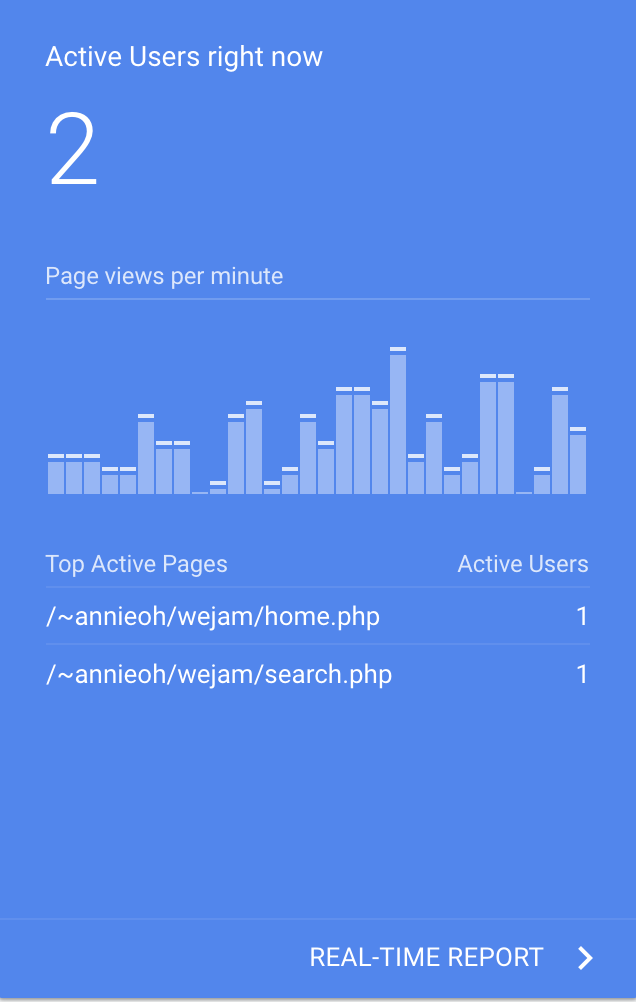 Active Users right now
2
Page views per minute
Top Active Pages Active Users
/~annieoh/wejam/home.php 1
/~annieoh/wejam/search.php 1
REAL-TIME REPORT